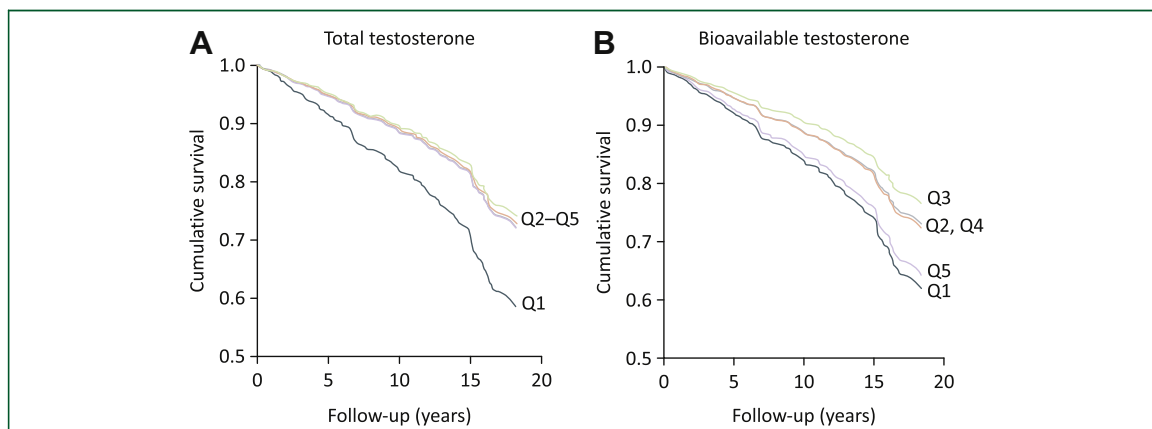 A
Total testosterone
1.0
0.9
0.8
0.7
0.6
0.5
Cumulative survival
Q2–Q5
Q1
0 5 10 15 20
Follow-up (years)
B
Bioavailable testosterone
1.0
0.9
0.8
0.7
0.6
0.5
Cumulative survival
Q3
Q2, Q4
Q5
Q1
0 5 10 15 20
Follow-up (years)